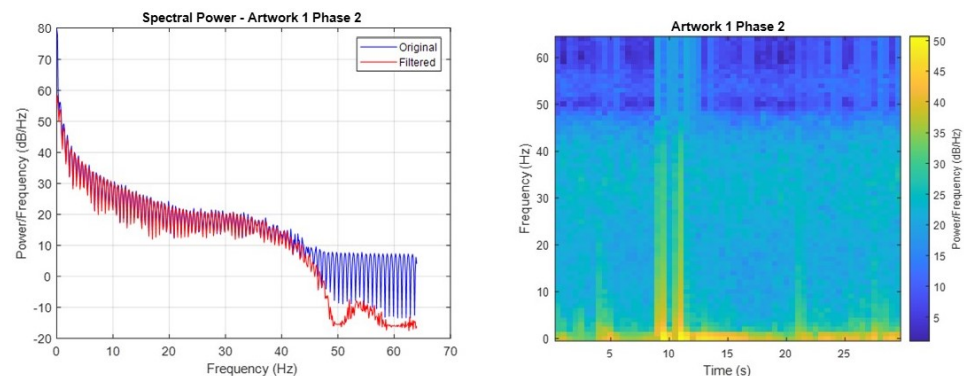 Spectral Power - Artwork 1 Phase 2
80
70
60
50
40
30
20
10
0
-10
-20
Power/Frequency (dB/Hz)
Original
Filtered
0 10 20 30 40 50 60 70
Frequency (Hz)
Artwork 1 Phase 2
60
50
40
30
20
10
0
Frequency (Hz)
5 10 15 20 25
Time (s)
50
45
40
35
30
25
20
15
10
5
Power/Frequency (dB/Hz)